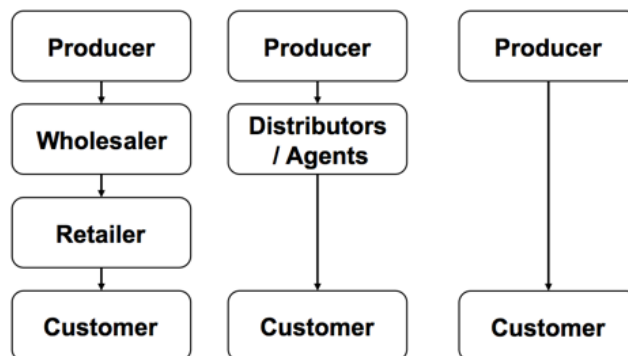 Producer
Producer
Producer
Wholesaler
Distributors
/ Agents
Retailer
Customer
Customer
Customer